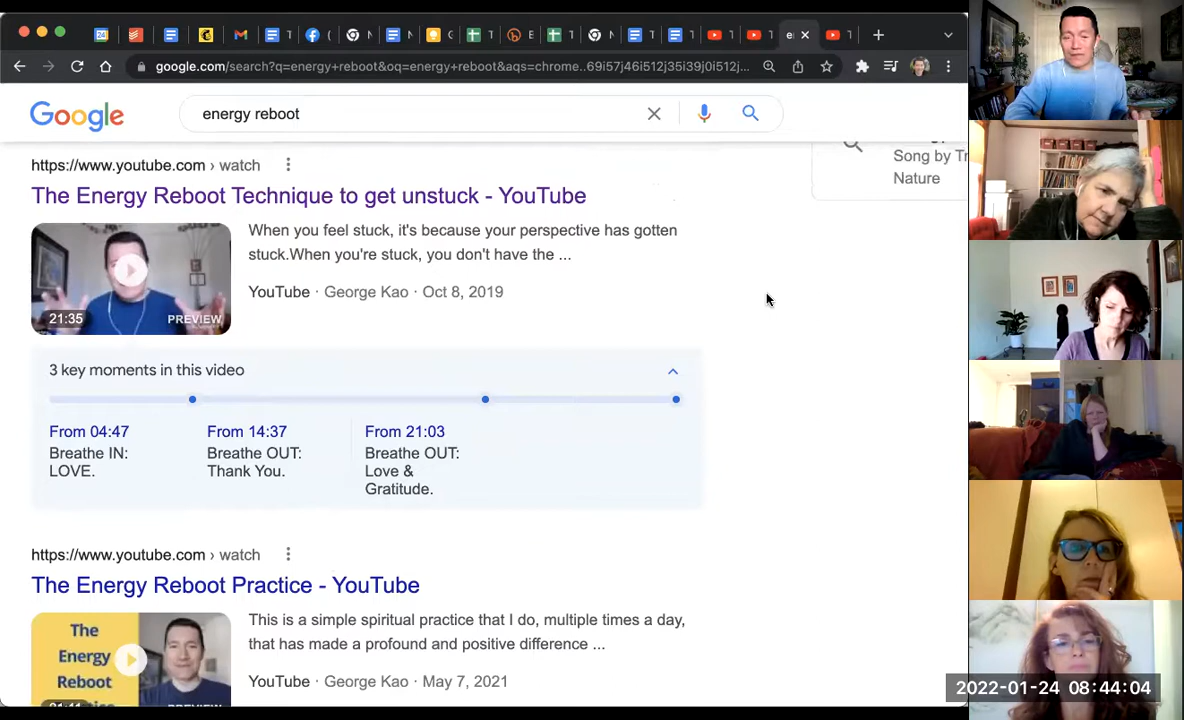 24
google.com/search?q=energy+reboot&oq=energy+reboot&aqs=chrome..69i57j46i512j35i39j0i512j...
Google
energy reboot
https://www.youtube.com › watch
The Energy Reboot Technique to get unstuck - YouTube
When you feel stuck, it's because your perspective has gotten
stuck.When you're stuck, you don't have the ...
YouTube · George Kao · Oct 8, 2019
21:35
PREVIEW
Song by Tr
Nature
3 key moments in this video
From 04:47
Breathe IN:
LOVE.
From 14:37
Breathe OUT:
Thank You.
From 21:03
Breathe OUT:
Love &
Gratitude.
https://www.youtube.com › watch
The Energy Reboot Practice - YouTube
The
Energy
Reboot
This is a simple spiritual practice that I do, multiple times a day,
that has made a profound and positive difference ...
YouTube · George Kao · May 7, 2021
2022-01-24 08:44:04